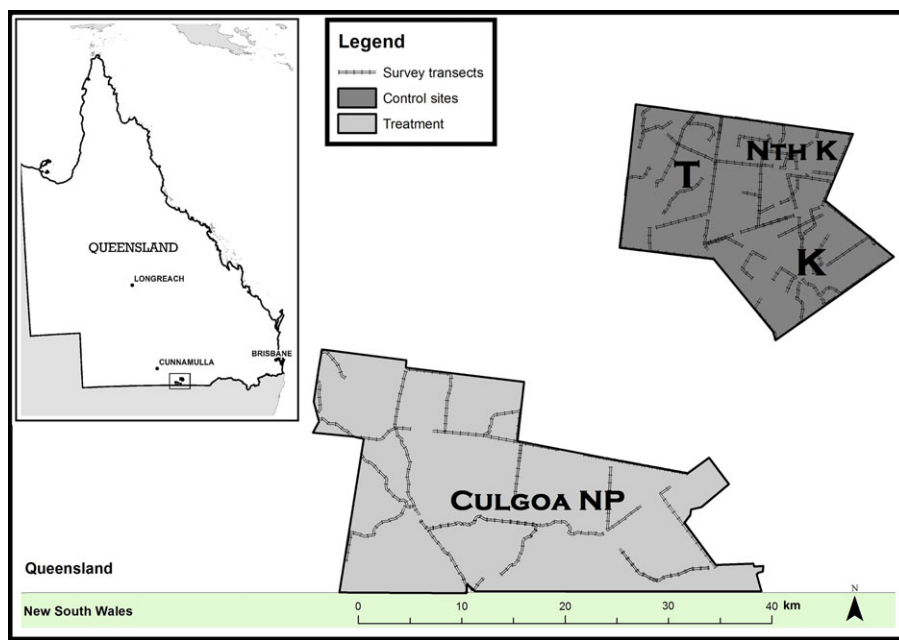 Legend
Survey transects
Control sites
Treatment
QUEENSLAND
LONGREACH
CUNNAMULLA
BRISBANE
T
NTH K
K
CULGOA NP
Queensland
New South Wales
0 10 20 30 40 km
N